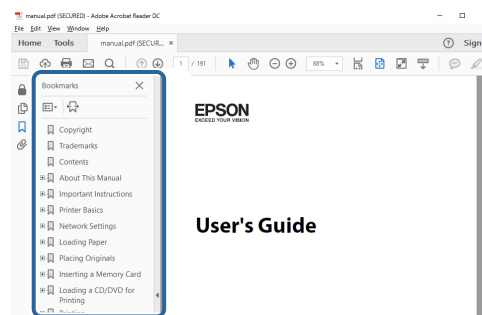 manual.pdf (SECURED) - Adobe Acrobat Reader DC
File Edit View Window Help
Home Tools manual.pdf (SECUR... × Sign
1 / 191 68%
Bookmarks
EPSON
EXCEED YOUR VISION
Copyright
Trademarks
Contents
About This Manual
Important Instructions
Printer Basics
Network Settings
User's Guide
Loading Paper
Placing Originals
Inserting a Memory Card
Loading a CD/DVD for
Printing
Printing